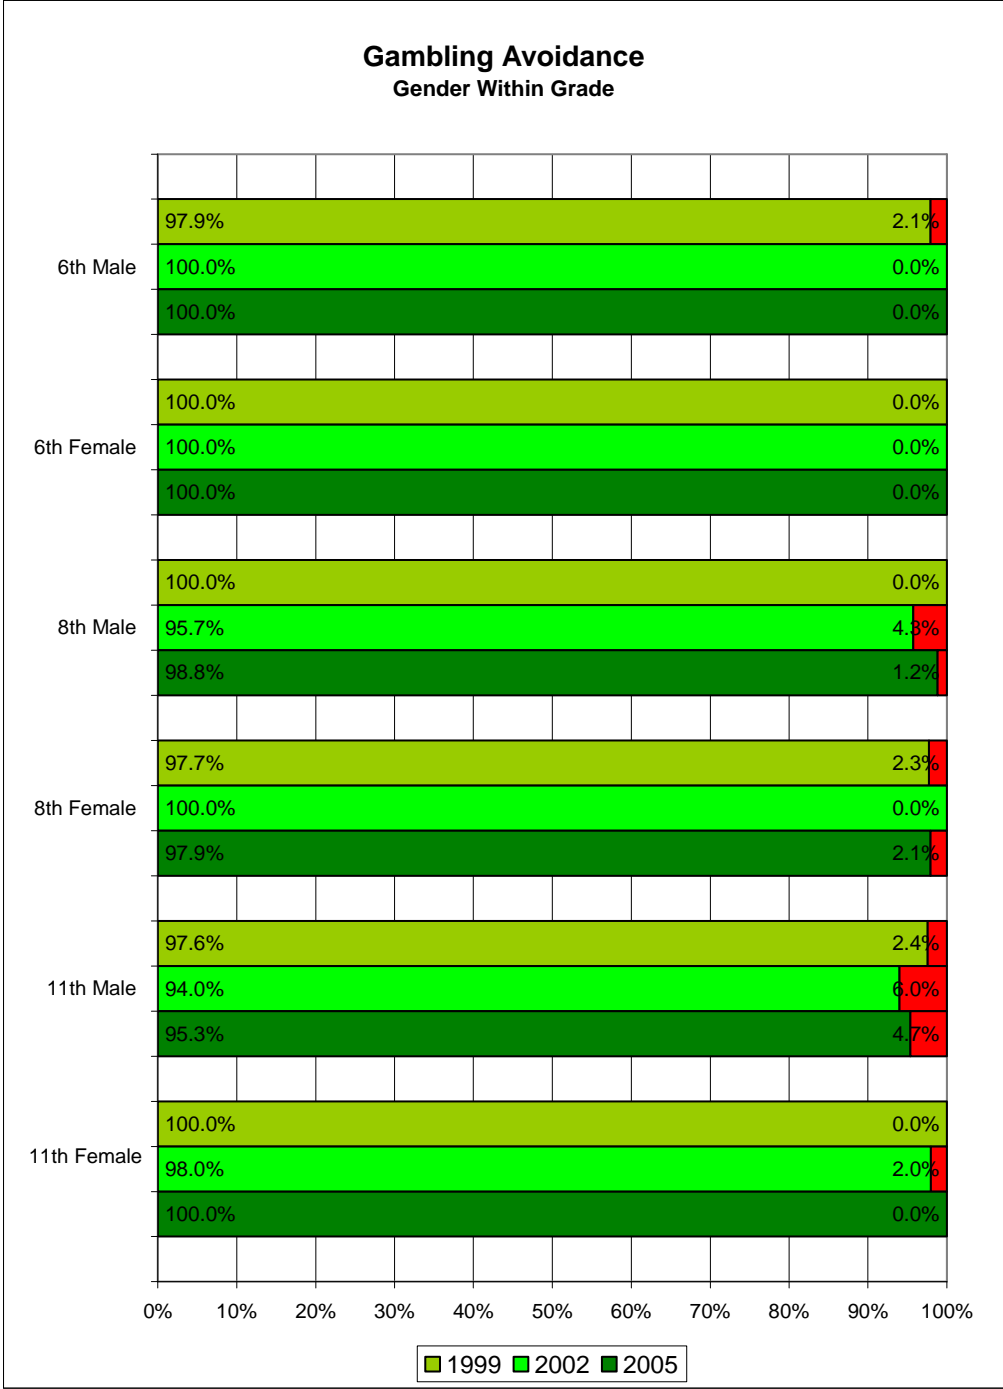 Gambling Avoidance
Gender Within Grade
97.9% 2.1%
6th Male 100.0% 0.0%
100.0% 0.0%
100.0% 0.0%
6th Female 100.0% 0.0%
100.0% 0.0%
100.0% 0.0%
8th Male 95.7% 4.3%
98.8% 1.2%
97.7% 2.3%
8th Female 100.0% 0.0%
97.9% 2.1%
97.6% 2.4%
11th Male 94.0% 6.0%
95.3% 4.7%
100.0% 0.0%
11th Female 98.0% 2.0%
100.0% 0.0%
0% 10% 20% 30% 40% 50% 60% 70% 80% 90% 100%
1999 2002 2005